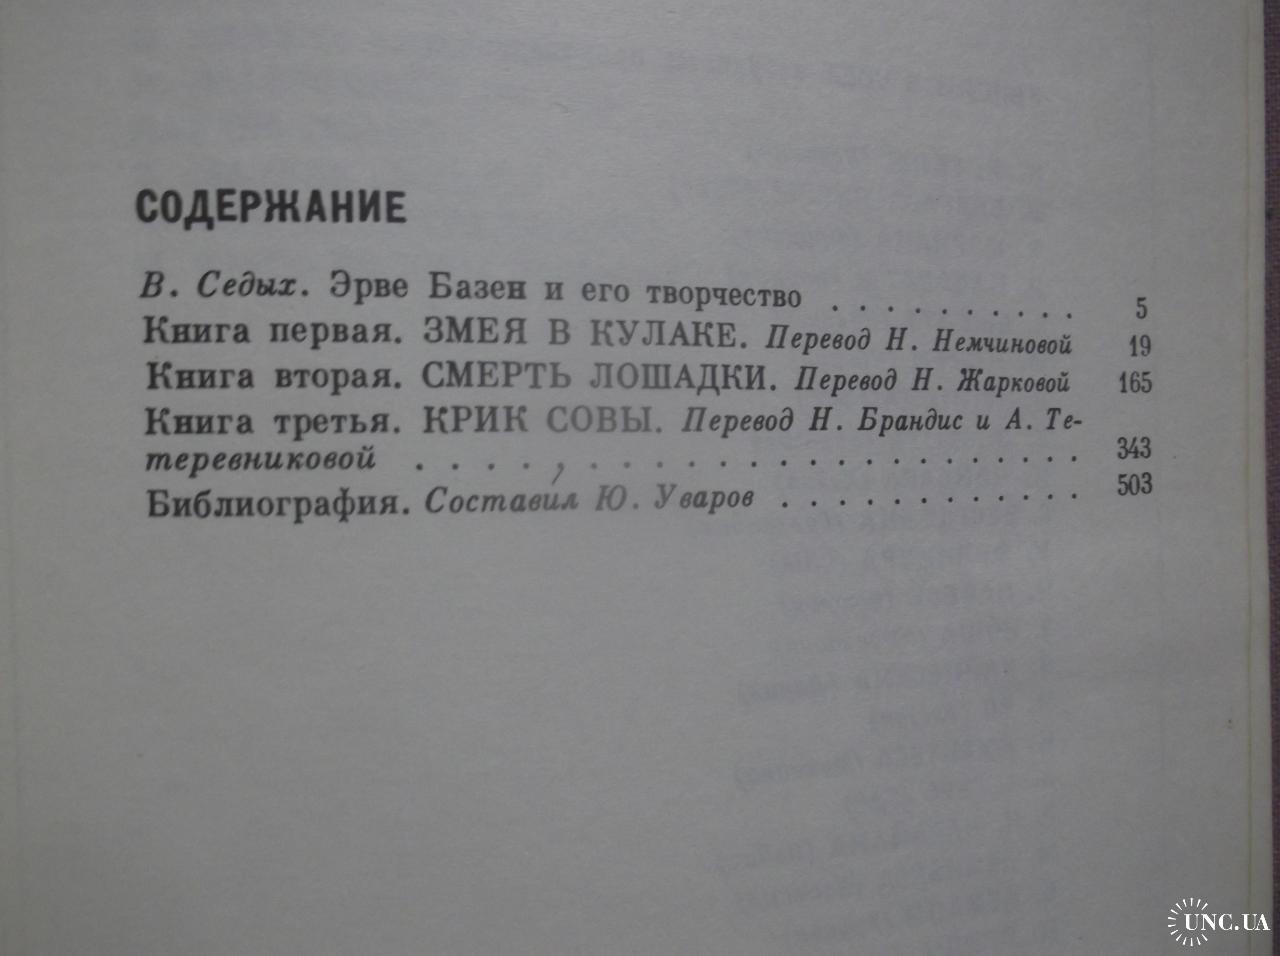 СОДЕРЖАНИЕ
В. Седых. Эрве Базен и его творчество . . . . . . . . . . . 5
Книга первая. ЗМЕЯ В КУЛАКЕ. Перевод Н. Немчиновой 19
Книга вторая. СМЕРТЬ ЛОШАДКИ. Перевод Н. Жарковой 165
Книга третья. КРИК СОВЫ. Перевод Н. Брандис и А. Те-
теревниковой . . . . . . . . . . . . . . . . . . . . . . 343
Библиография. Составил Ю. Уваров . . . . . . . . . . . . . 503
UNC.UA